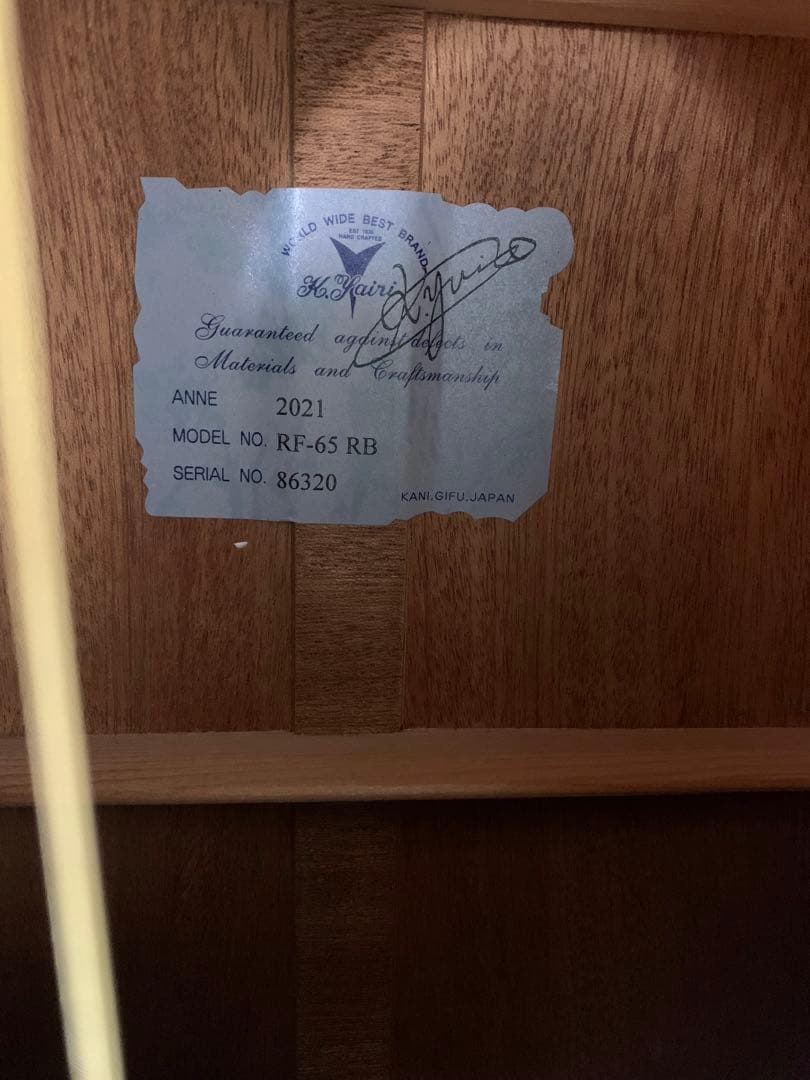 WORLD WIDE BEST BRAND
EST 1935
HAND CRAFTED
K.Yairi
K.Yairi
Guaranteed against defects in
Materials and Craftsmanship
ANNE 2021
MODEL NO. RF-65 RB
SERIAL NO. 86320
KANI.GIFU.JAPAN